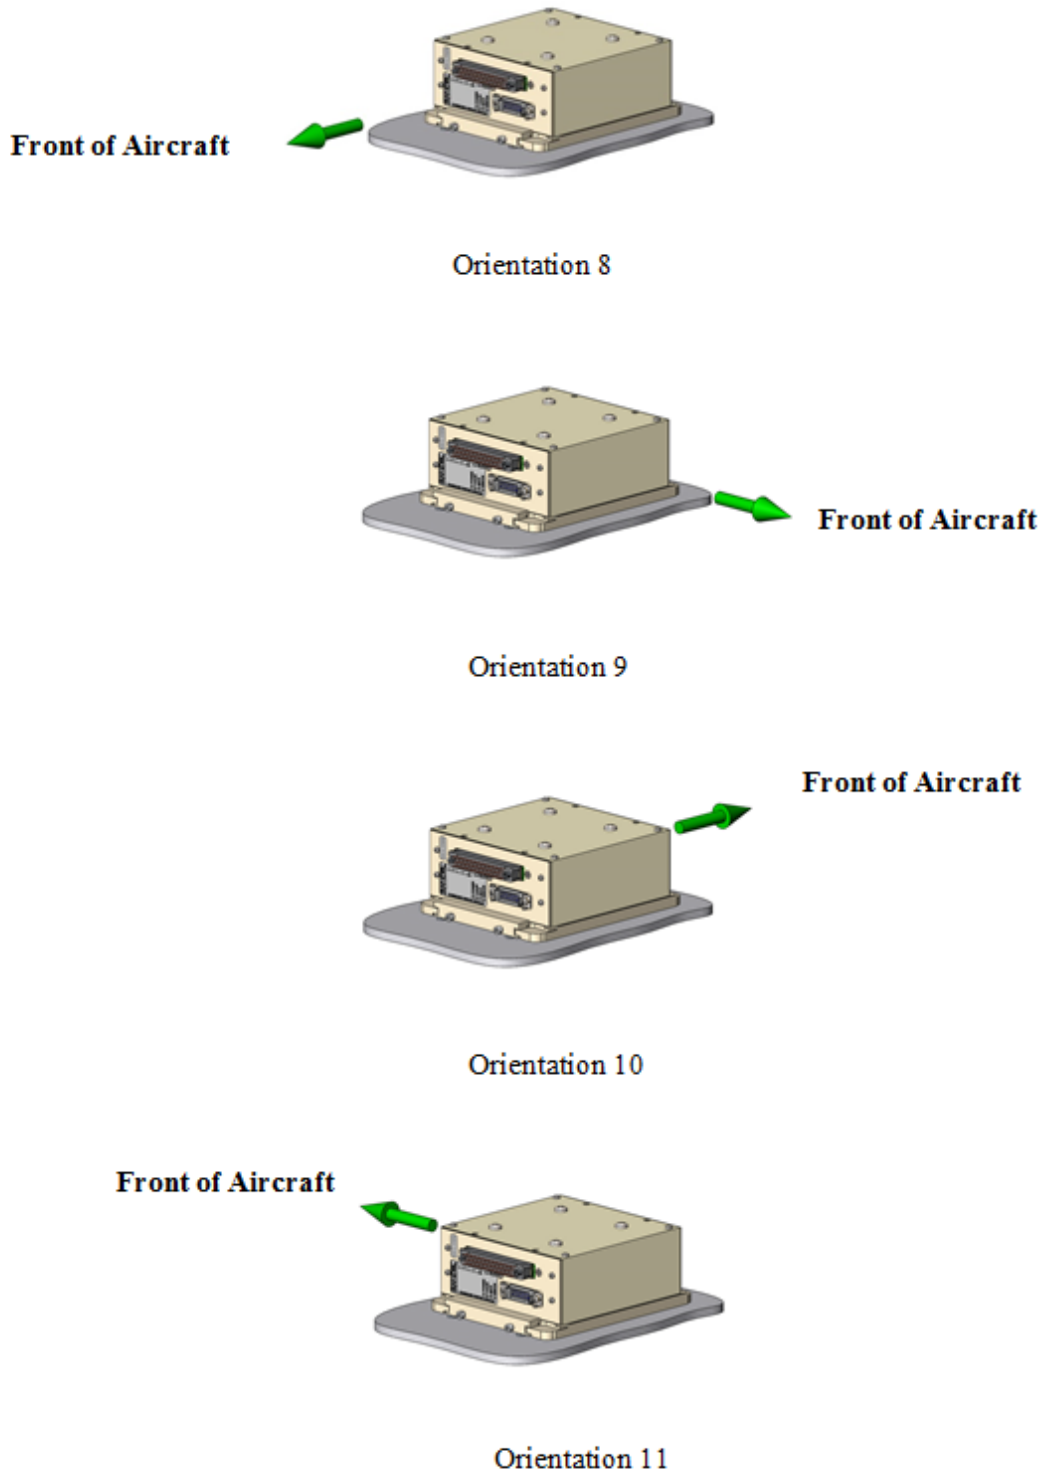 Front of Aircraft
Orientation 8
Front of Aircraft
Orientation 9
Front of Aircraft
Orientation 10
Front of Aircraft
Orientation 11